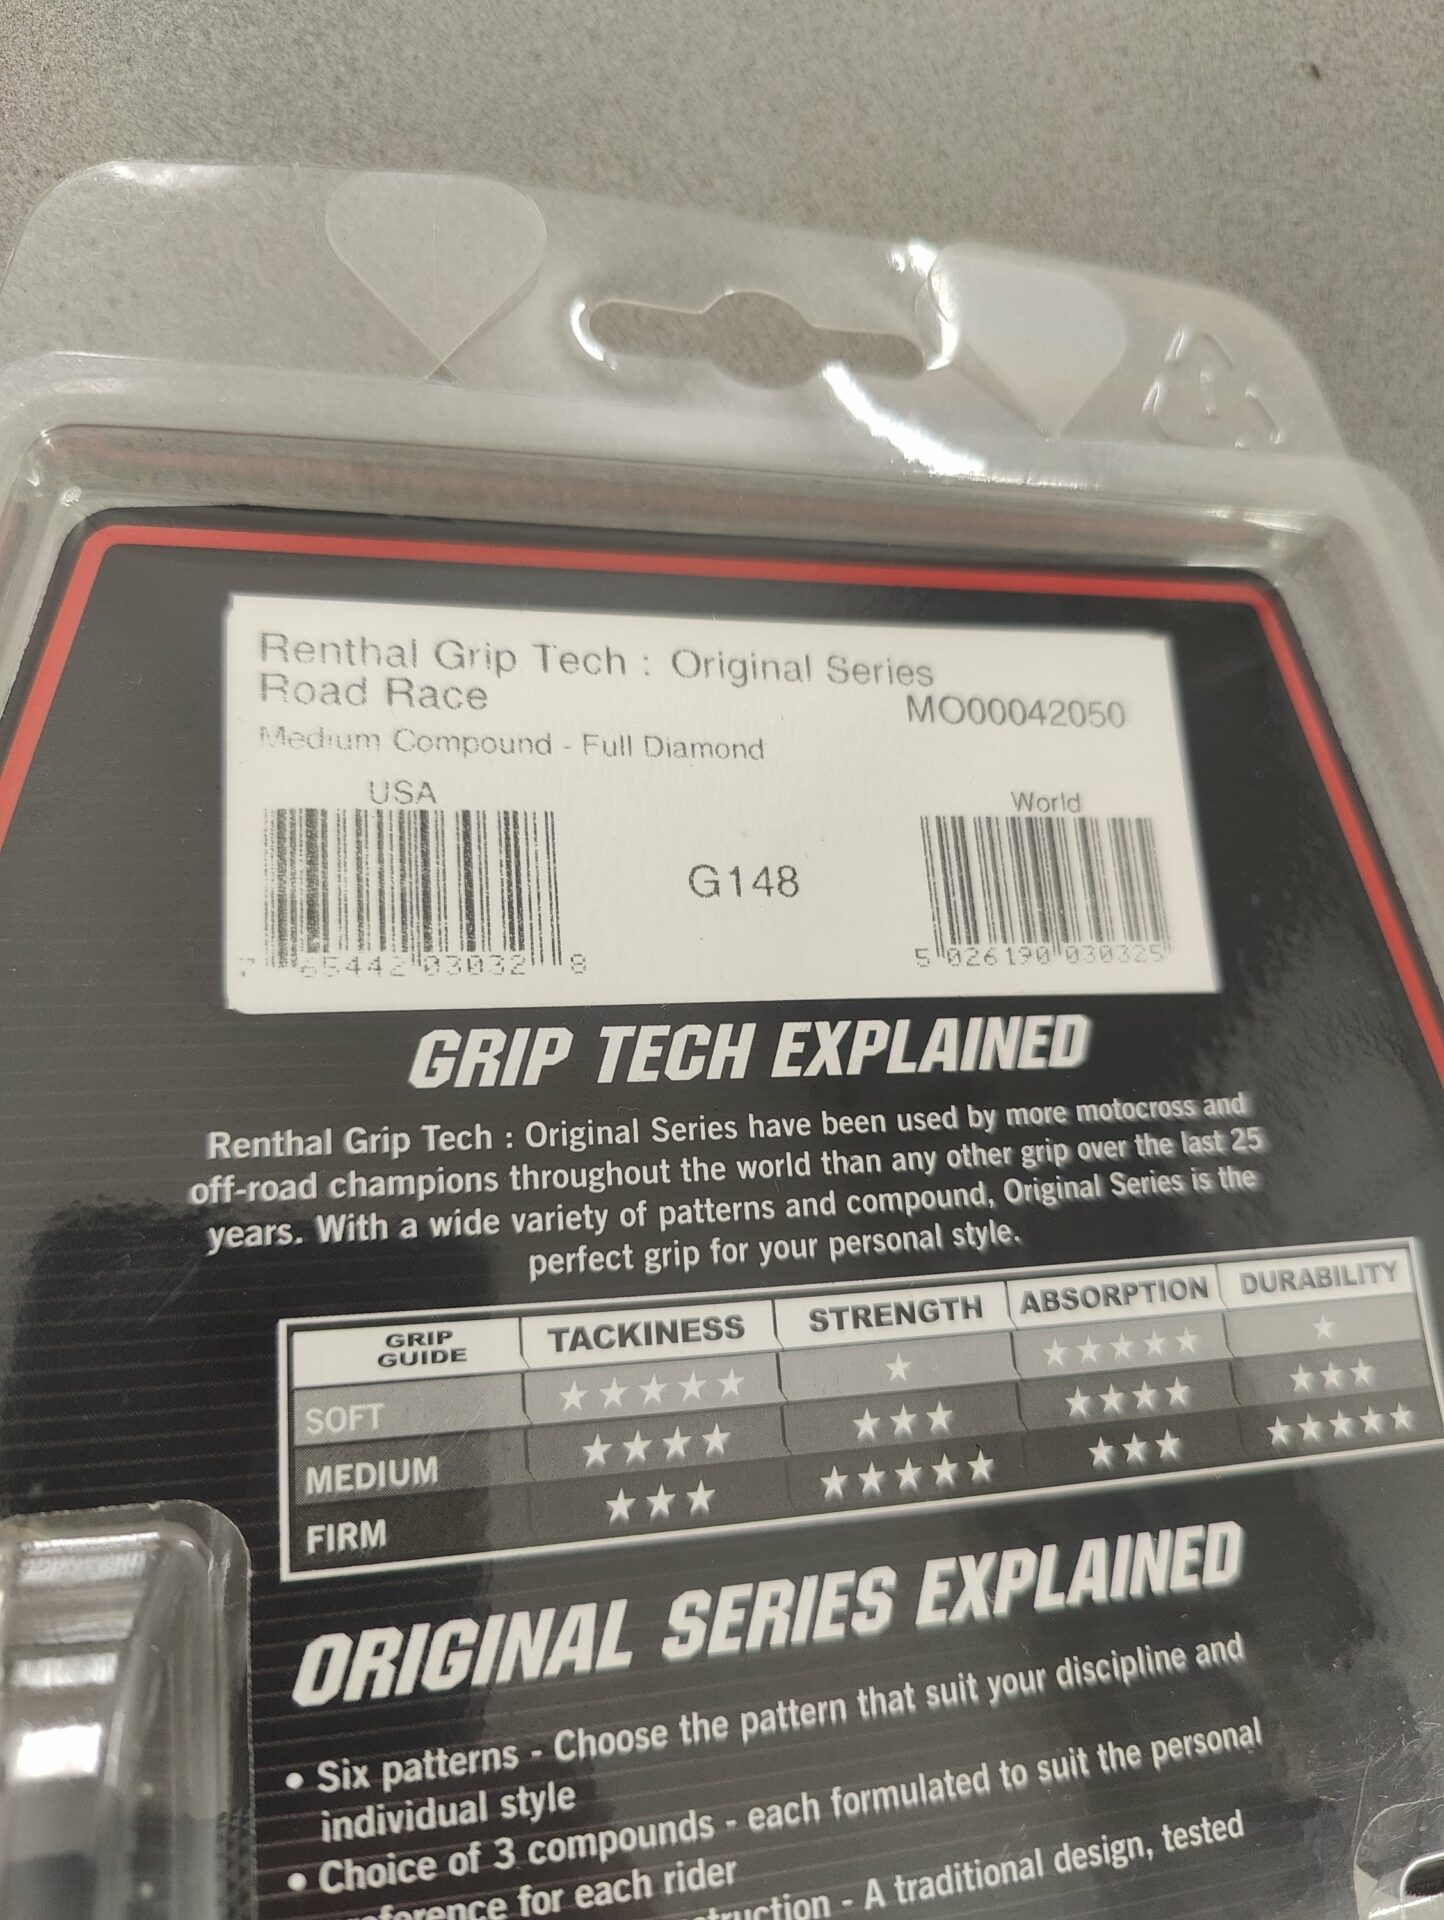 Renthal Grip Tech : Original Series
Road Race
MO00042050
Medium Compound - Full Diamond
USA
World
G148
7 65442 03032 8
5 026190 030325
GRIP TECH EXPLAINED
Renthal Grip Tech : Original Series have been used by more motocross and
off-road champions throughout the world than any other grip over the last 25
years. With a wide variety of patterns and compound, Original Series is the
perfect grip for your personal style.
GRIP GUIDE TACKINESS STRENGTH ABSORPTION DURABILITY
SOFT ★★★★★ ★ ★★★★★ ★
MEDIUM ★★★★ ★★★ ★★★★ ★★★
FIRM ★★★ ★★★★★ ★★★ ★★★★★
ORIGINAL SERIES EXPLAINED
• Six patterns - Choose the pattern that suit your discipline and
individual style
• Choice of 3 compounds - each formulated to suit the personal
for each rider
- A traditional design, tested